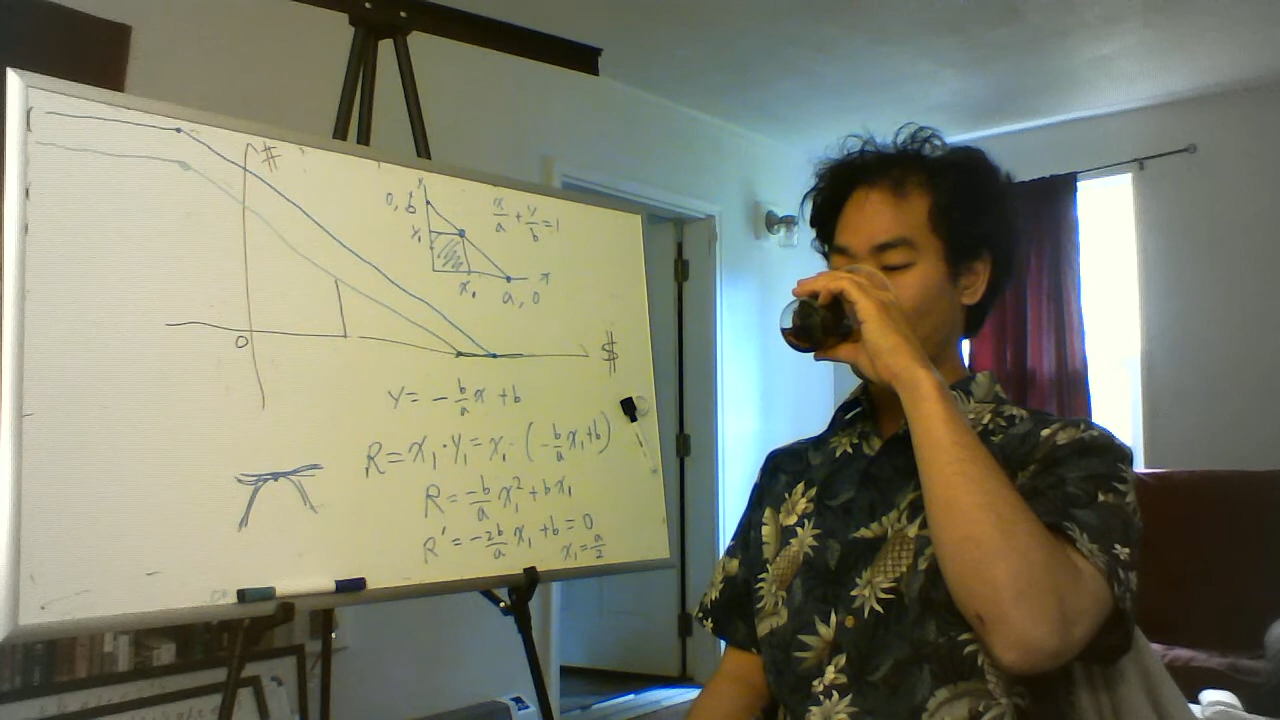 $
y
0, b
x/a + y/b = 1
y₁
x
x₁
a, 0
0
$
y = -b/a x + b
R = x₁ · y₁ = x₁ · (-b/a x₁ + b)
R = -b/a x₁² + b x₁
R' = -2b/a x₁ + b = 0
x₁ = a/2